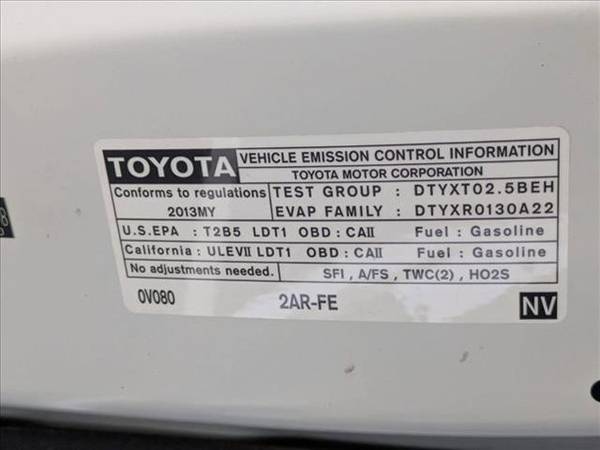 TOYOTA VEHICLE EMISSION CONTROL INFORMATION
TOYOTA MOTOR CORPORATION
Conforms to regulations
2013MY
TEST GROUP : DTYXT02.5BEH
EVAP FAMILY : DTYXR0130A22
U.S.EPA : T2B5 LDT1 OBD : CAII Fuel : Gasoline
California : ULEVII LDT1 OBD : CAII Fuel : Gasoline
No adjustments needed. SFI , A/FS , TWC(2) , HO2S
0V080 2AR-FE NV